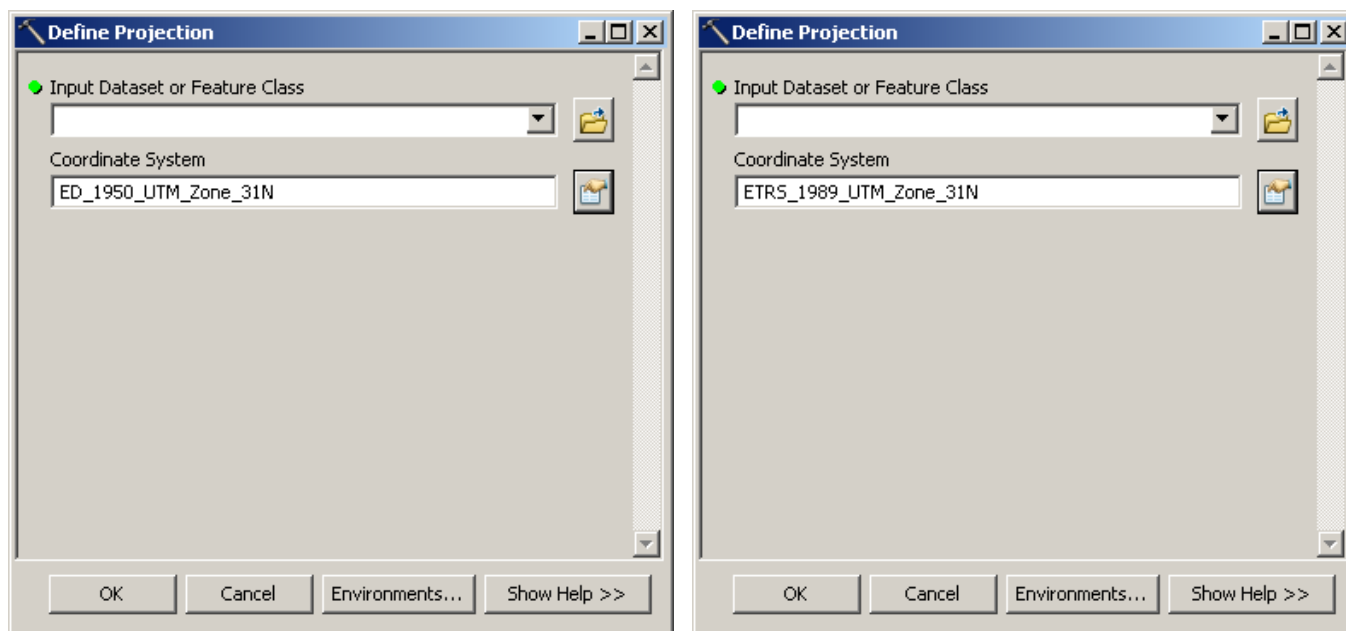 Define Projection
Input Dataset or Feature Class
Coordinate System
ED_1950_UTM_Zone_31N
OK Cancel Environments... Show Help >>
Define Projection
Input Dataset or Feature Class
Coordinate System
ETRS_1989_UTM_Zone_31N
OK Cancel Environments... Show Help >>